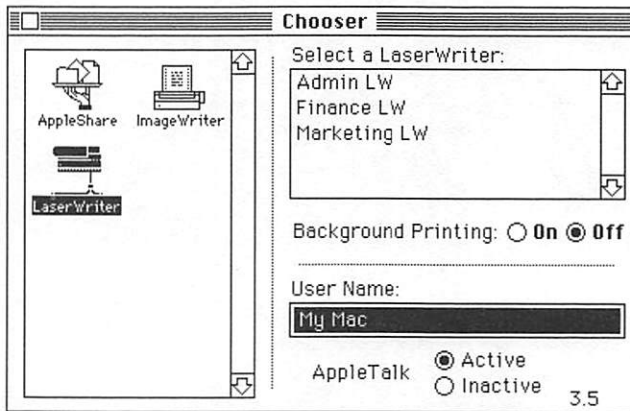 Chooser
AppleShare
ImageWriter
LaserWriter
Select a LaserWriter:
Admin LW
Finance LW
Marketing LW
Background Printing: On Off
User Name:
My Mac
AppleTalk
Active
Inactive
3.5